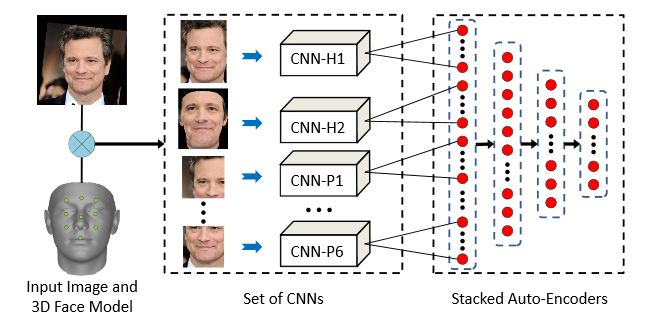 CNN-H1
CNN-H2
CNN-P1
CNN-P6
Input Image and
3D Face Model
Set of CNNs
Stacked Auto-Encoders